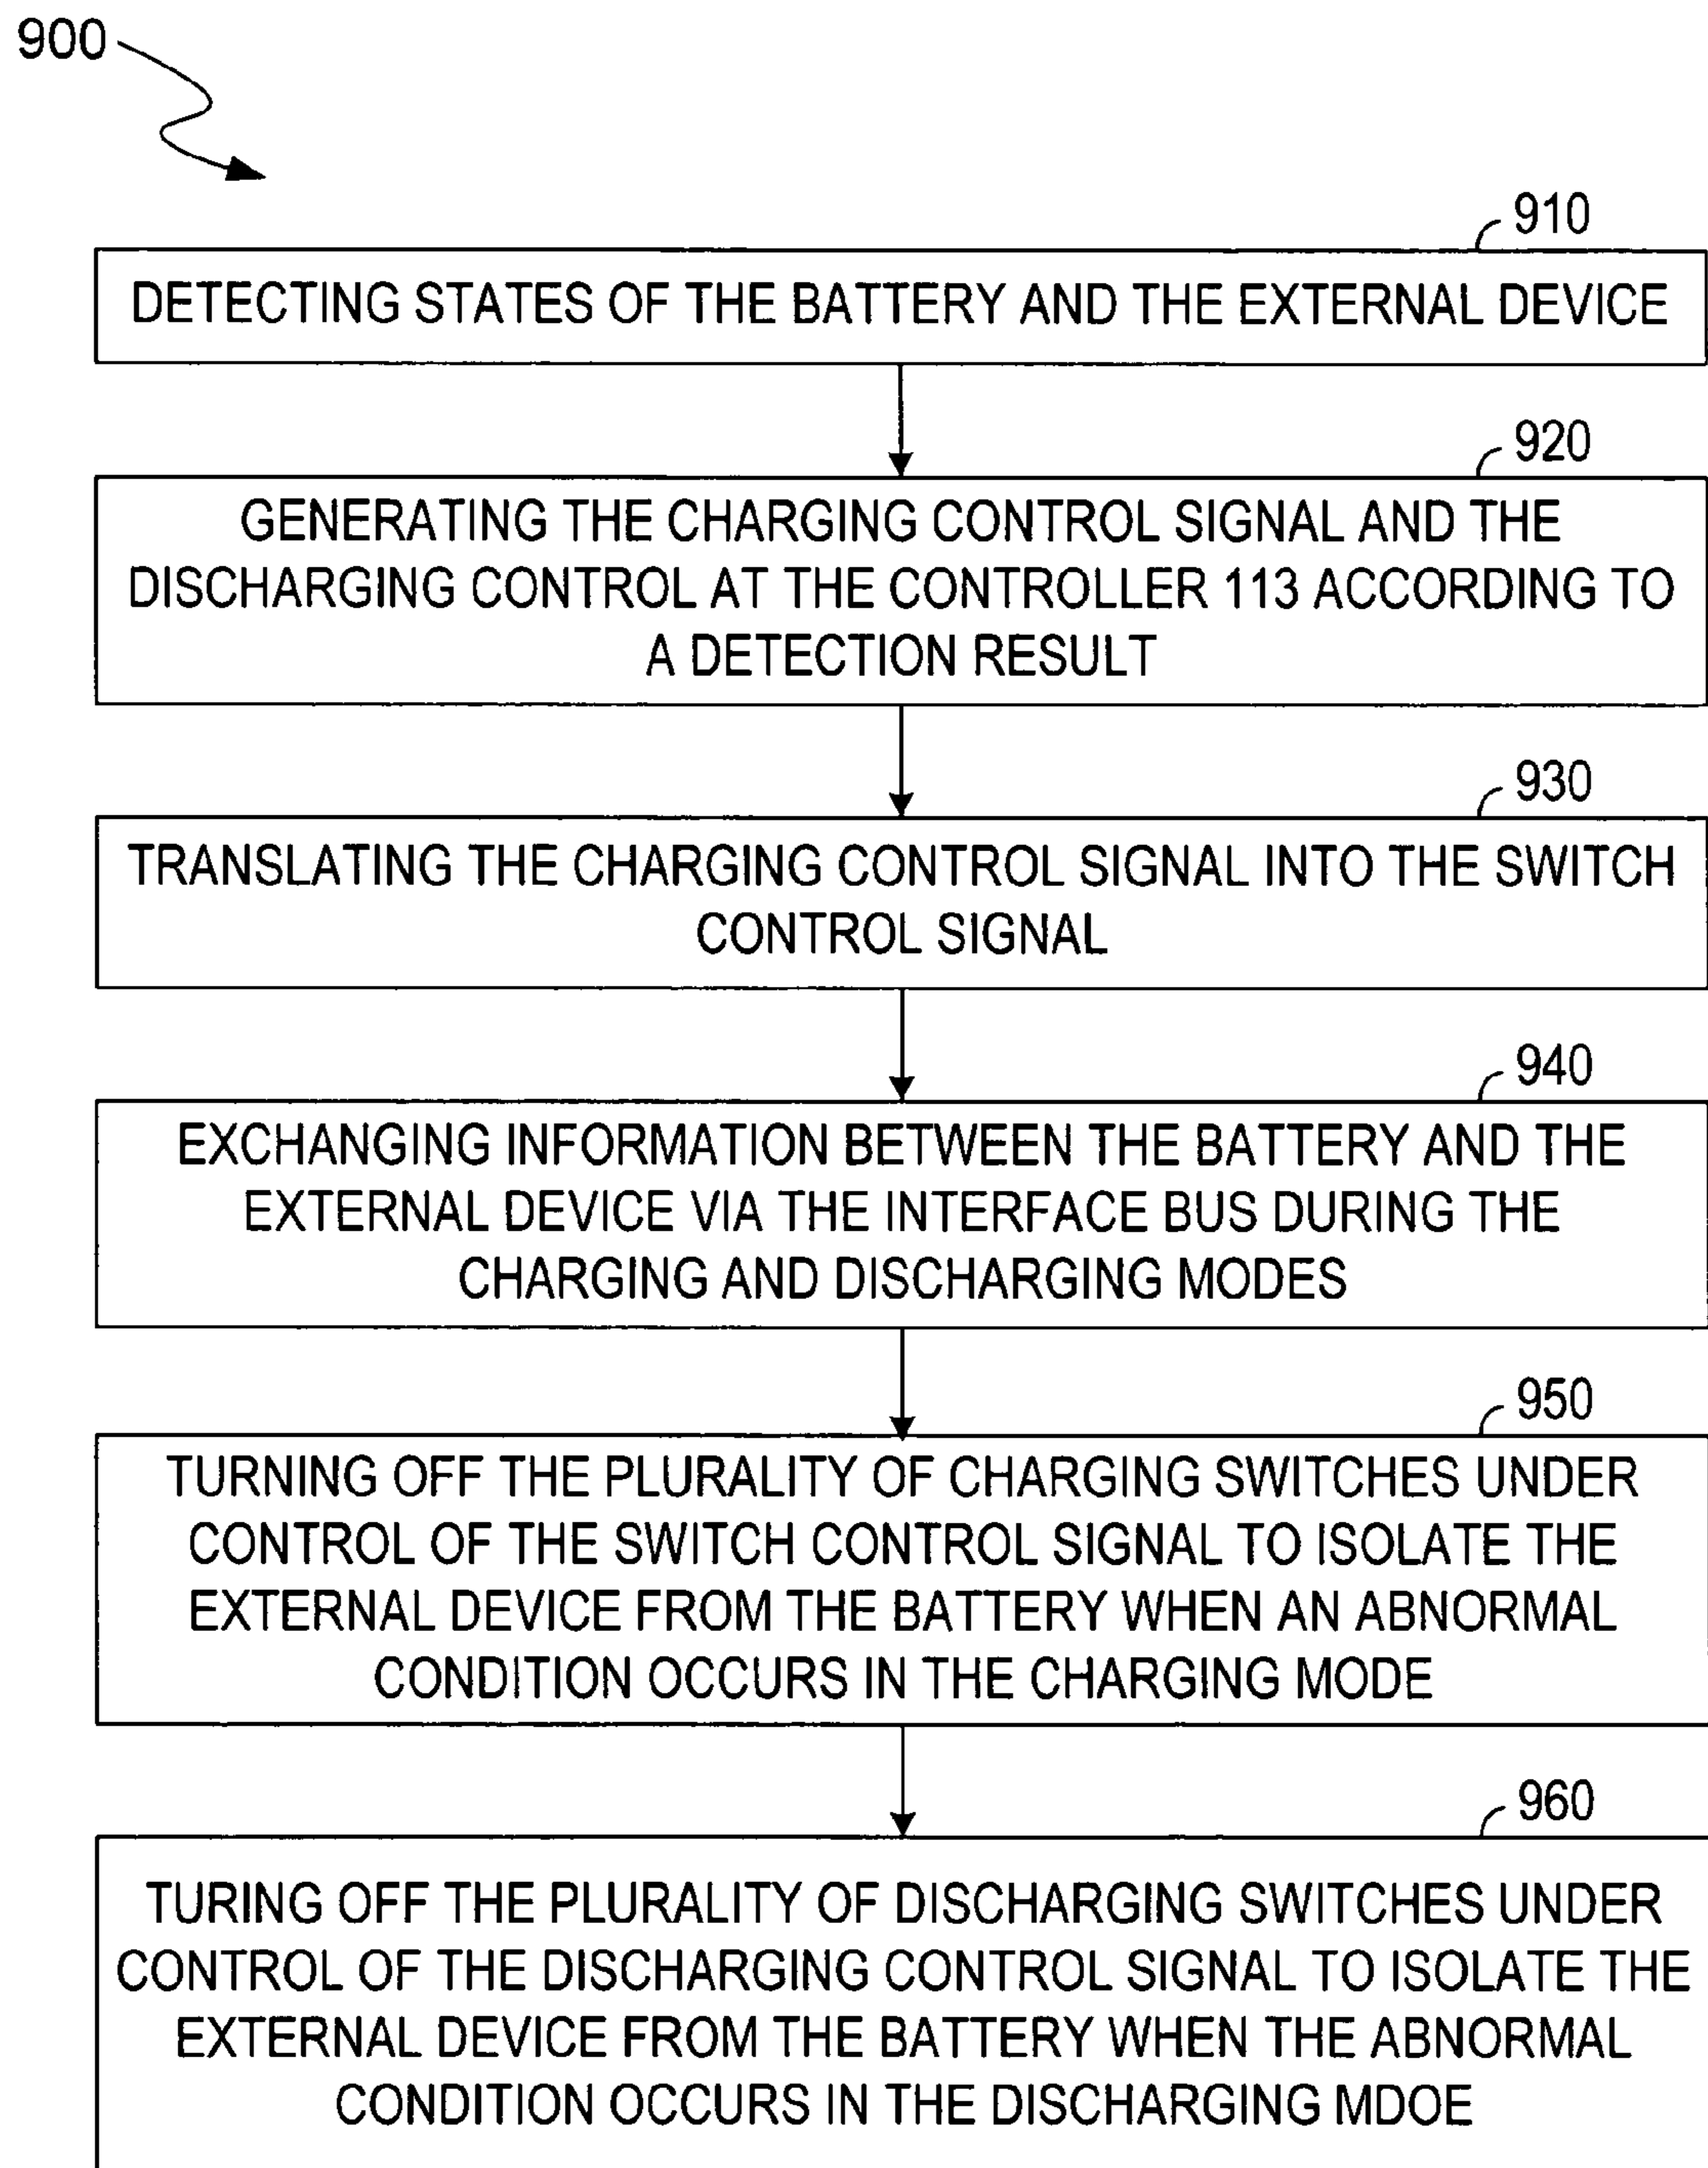 900
910
DETECTING STATES OF THE BATTERY AND THE EXTERNAL DEVICE
920
GENERATING THE CHARGING CONTROL SIGNAL AND THE
DISCHARGING CONTROL AT THE CONTROLLER 113 ACCORDING TO
A DETECTION RESULT
930
TRANSLATING THE CHARGING CONTROL SIGNAL INTO THE SWITCH
CONTROL SIGNAL
940
EXCHANGING INFORMATION BETWEEN THE BATTERY AND THE
EXTERNAL DEVICE VIA THE INTERFACE BUS DURING THE
CHARGING AND DISCHARGING MODES
950
TURNING OFF THE PLURALITY OF CHARGING SWITCHES UNDER
CONTROL OF THE SWITCH CONTROL SIGNAL TO ISOLATE THE
EXTERNAL DEVICE FROM THE BATTERY WHEN AN ABNORMAL
CONDITION OCCURS IN THE CHARGING MODE
960
TURING OFF THE PLURALITY OF DISCHARGING SWITCHES UNDER
CONTROL OF THE DISCHARGING CONTROL SIGNAL TO ISOLATE THE
EXTERNAL DEVICE FROM THE BATTERY WHEN THE ABNORMAL
CONDITION OCCURS IN THE DISCHARGING MDOE